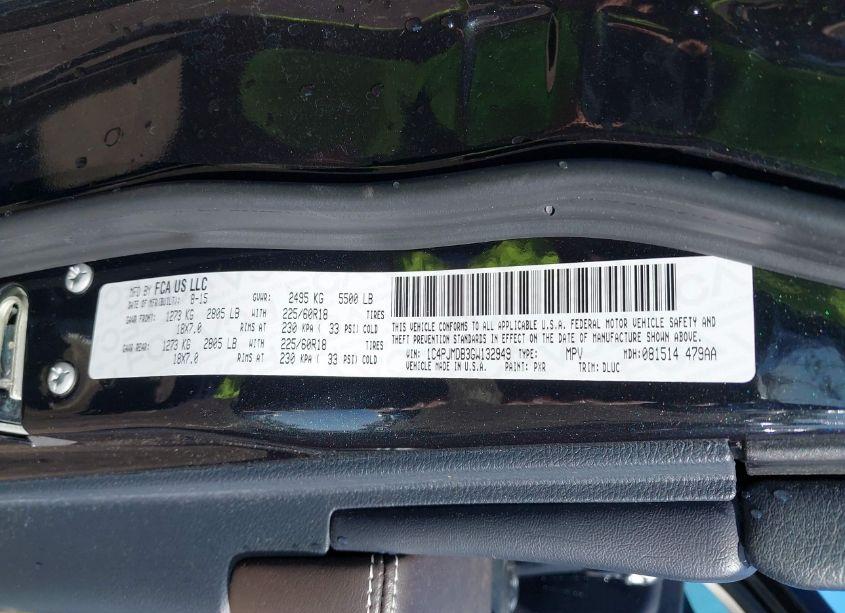 MFD BY FCA US LLC
DATE OF MFR(BUILT): 8-15 GVWR: 2495 KG 5500 LB
GAWR FRONT: 1273 KG 2805 LB WITH 225/60R18 TIRES
18X7.0 RIMS AT 230 KPA ( 33 PSI) COLD
GAWR REAR: 1273 KG 2805 LB WITH 225/60R18 TIRES
18X7.0 RIMS AT 230 KPA ( 33 PSI) COLD
THIS VEHICLE CONFORMS TO ALL APPLICABLE U.S.A. FEDERAL MOTOR VEHICLE SAFETY AND
THEFT PREVENTION STANDARDS IN EFFECT ON THE DATE OF MANUFACTURE SHOWN ABOVE.
VIN: 1C4PJMDB3GW132949 TYPE: MPV MDH: 081514 479AA
VEHICLE MADE IN U.S.A. PAINT: PXR TRIM: DLUC